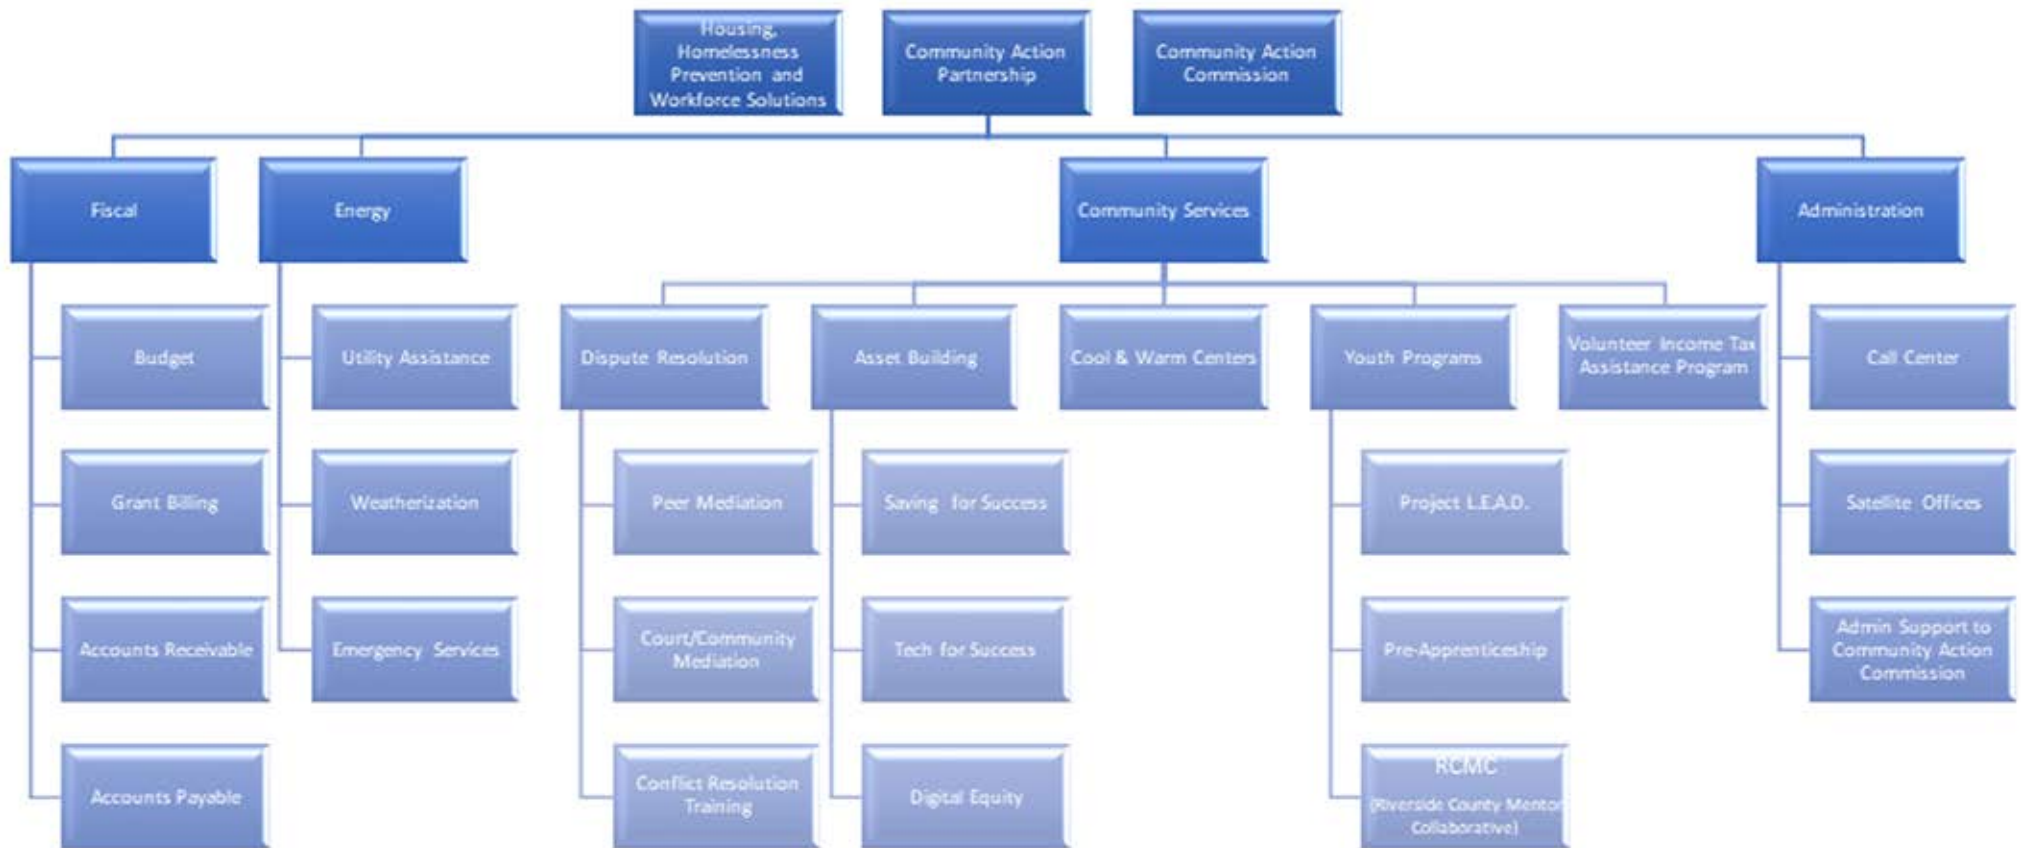 Housing,
Homelessness
Prevention and
Workforce Solutions
Community Action
Partnership
Community Action
Commission
Fiscal
Energy
Community Services
Administration
Budget
Utility Assistance
Dispute Resolution
Asset Building
Cool & Warm Centers
Youth Programs
Volunteer Income Tax
Assistance Program
Call Center
Grant Billing
Weatherization
Peer Mediation
Saving for Success
Project L.E.A.D.
Satellite Offices
Accounts Receivable
Emergency Services
Court/Community
Mediation
Tech for Success
Pre-Apprenticeship
Admin Support to
Community Action
Commission
Accounts Payable
Conflict Resolution
Training
Digital Equity
RCMC
(Riverside County Mentor
Collaborative)